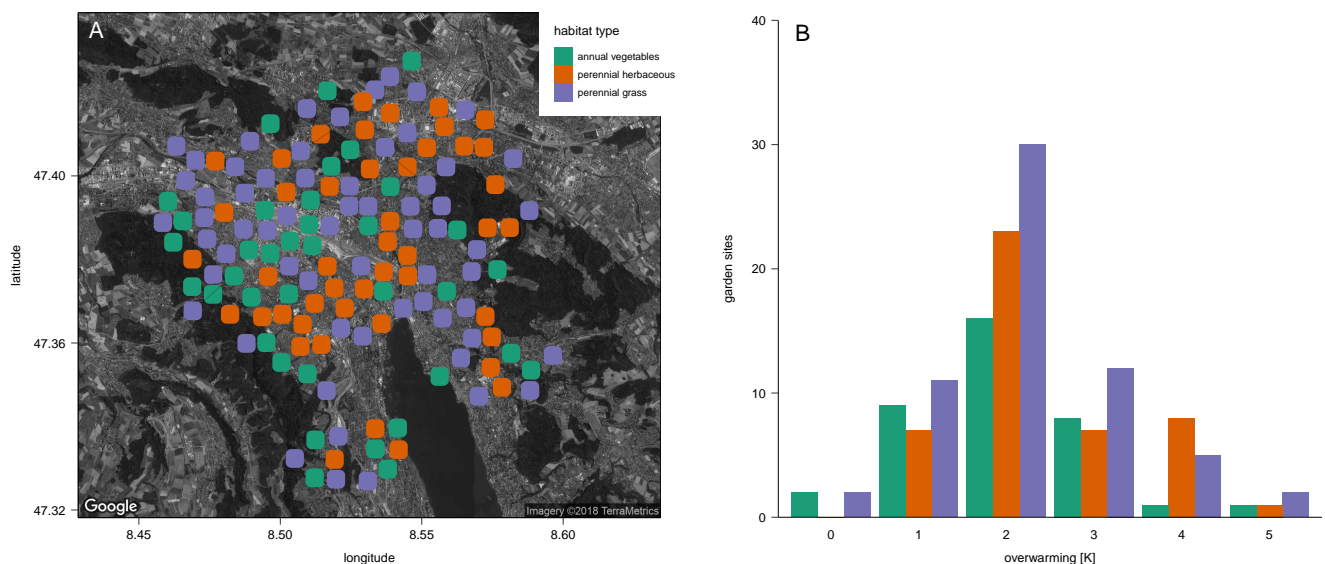 A
habitat type
annual vegetables
perennial herbaceous
perennial grass
47.40
47.36
47.32
latitude
Google
Imagery ©2018 TerraMetrics
8.45
8.50
8.55
8.60
longitude
B
40
30
20
10
0
garden sites
0
1
2
3
4
5
overwarming [K]